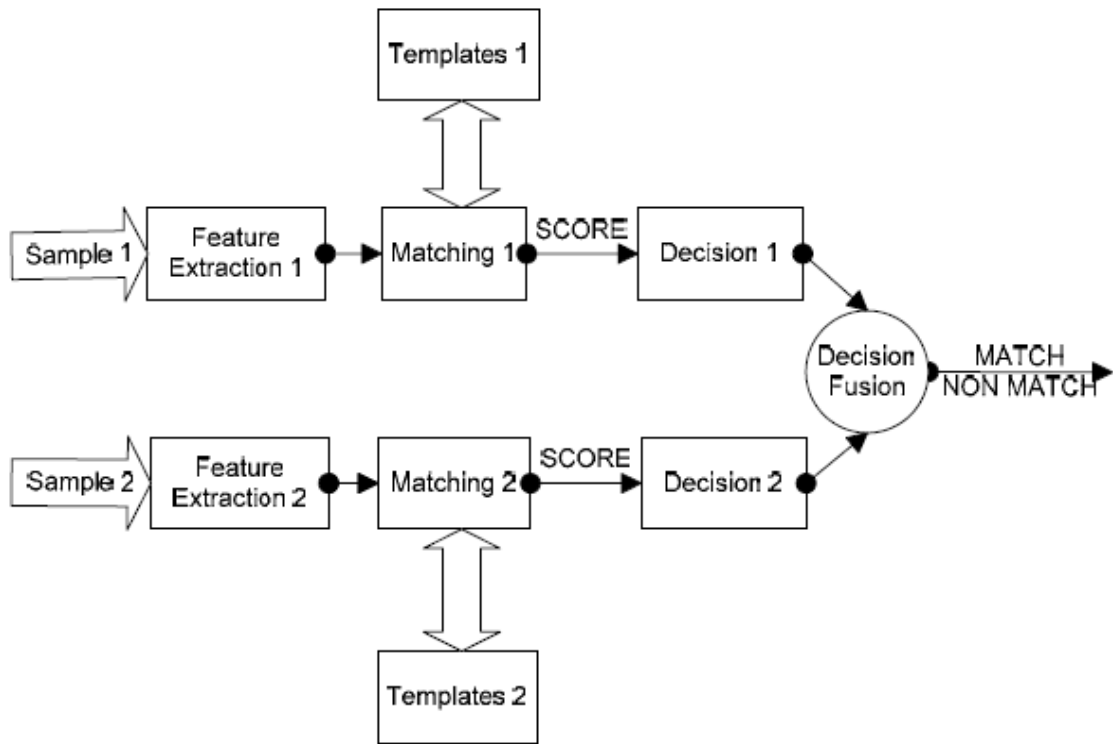 Templates 1
Sample 1
Feature
Extraction 1
Matching 1
SCORE
Decision 1
Decision
Fusion
MATCH
NON MATCH
Sample 2
Feature
Extraction 2
Matching 2
SCORE
Decision 2
Templates 2